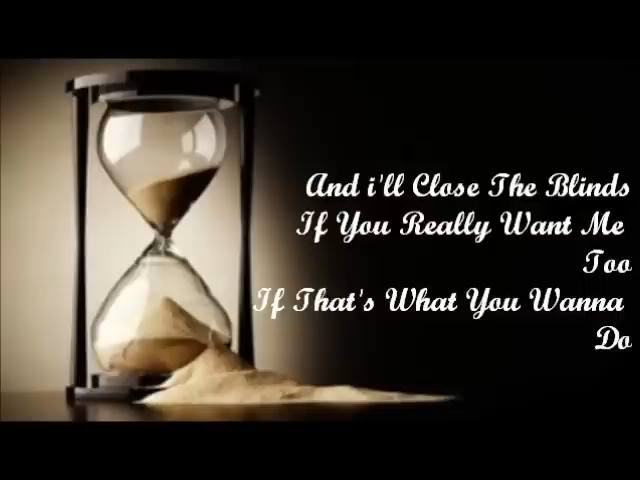 And i'll Close The Blinds
If You Really Want Me
Too
If That's What You Wanna
Do